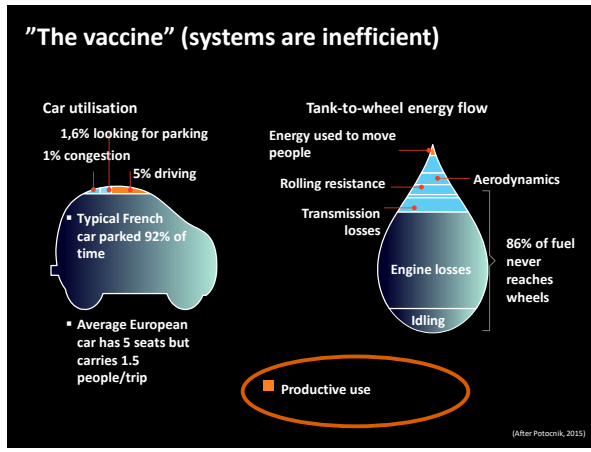 ”The vaccine” (systems are inefficient)
Car utilisation
1,6% looking for parking
1% congestion
5% driving
▪ Typical French
car parked 92% of
time
▪ Average European
car has 5 seats but
carries 1.5
people/trip
Tank-to-wheel energy flow
Energy used to move
people
Rolling resistance
Aerodynamics
Transmission
losses
Engine losses
86% of fuel
never
reaches
wheels
Idling
Productive use
(After Potocnik, 2015)